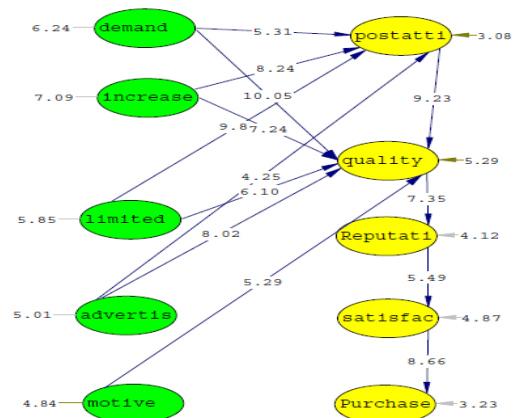 6.24 demand 5.31 postatti 3.08
8.24
7.09 increase 10.05 9.23
9.8 7.24
4.25 quality 5.29
5.85 limited 6.10 7.35
8.02 Reputati 4.12
5.29 5.49
5.01 advertis satisfac 4.87
8.66
4.84 motive Purchase 3.23